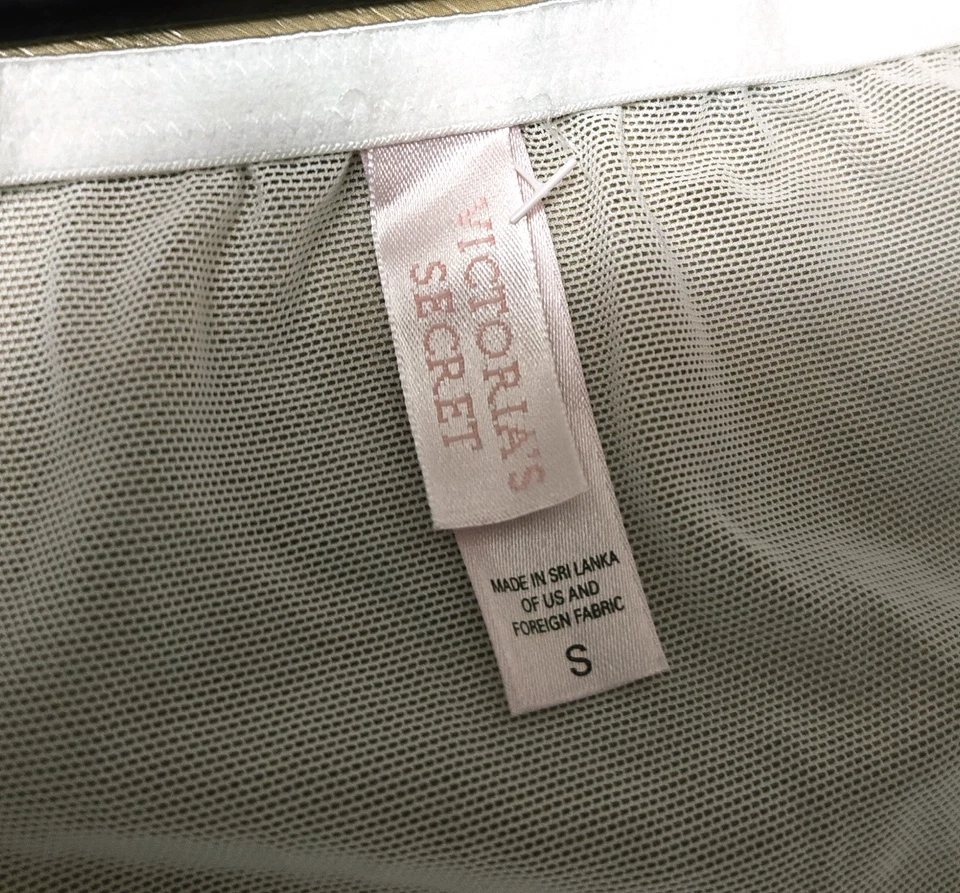 VICTORIA'S
SECRET
MADE IN SRI LANKA
OF US AND
FOREIGN FABRIC
S